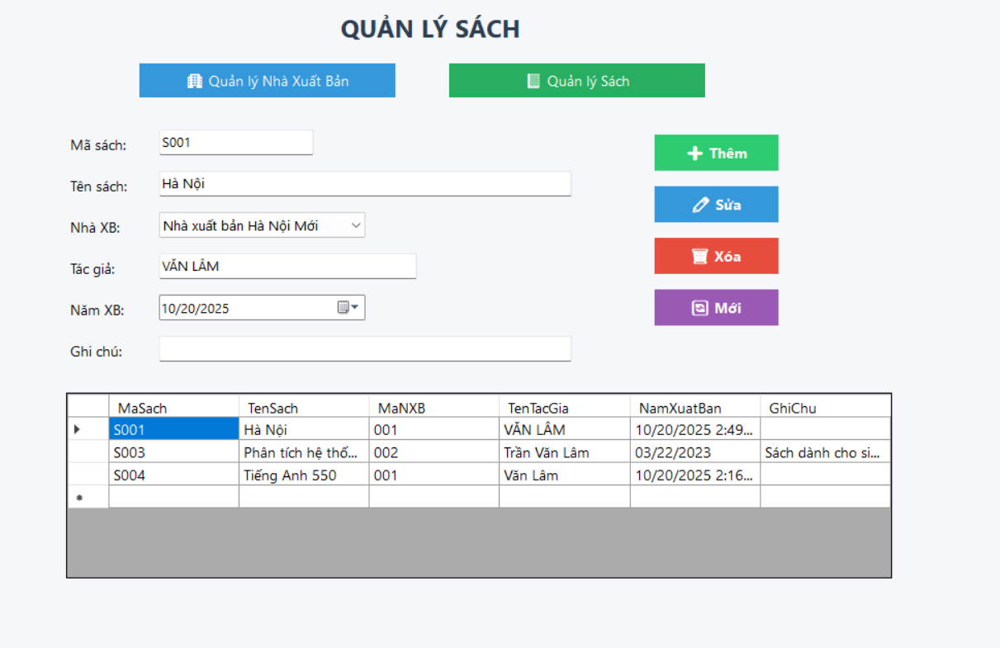 QUẢN LÝ SÁCH
Quản lý Nhà Xuất Bản
Quản lý Sách
Mã sách:
S001
Tên sách:
Hà Nội
Nhà XB:
Nhà xuất bản Hà Nội Mới
Tác giả:
VĂN LÂM
Năm XB:
10/20/2025
Ghi chú:
Thêm
Sửa
Xóa
Mới
MaSach TenSach MaNXB TenTacGia NamXuatBan GhiChu
S001 Hà Nội 001 VĂN LÂM 10/20/2025 2:49...
S003 Phân tích hệ thố... 002 Trần Văn Lâm 03/22/2023 Sách dành cho si...
S004 Tiếng Anh 550 001 Văn Lâm 10/20/2025 2:16...